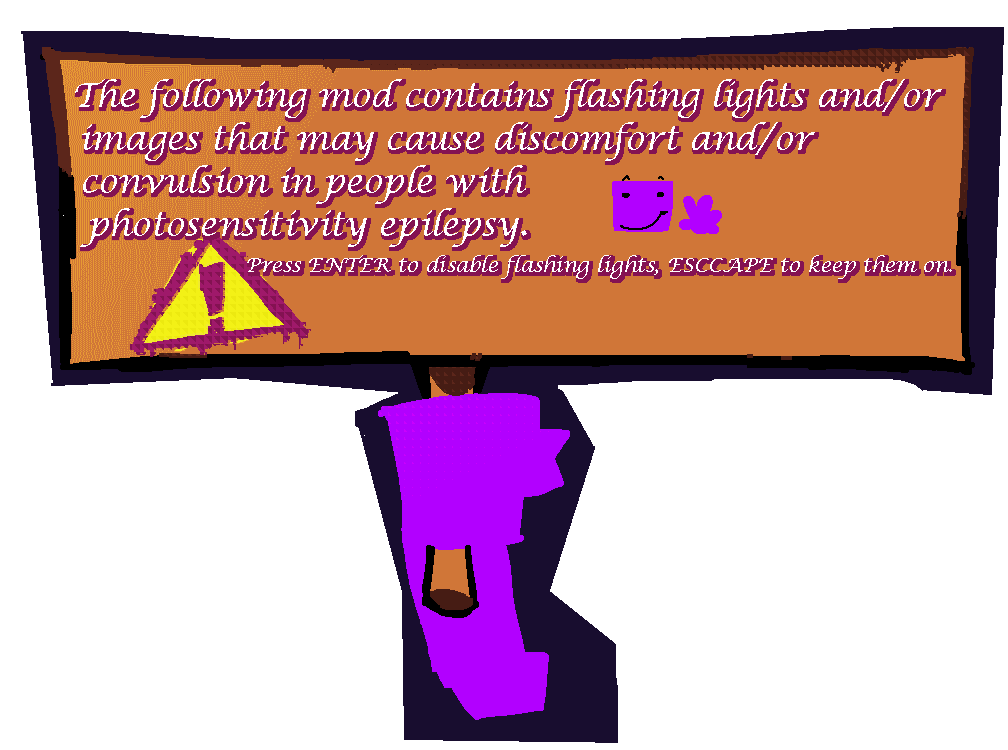 The following mod contains flashing lights and/or
images that may cause discomfort and/or
convulsion in people with
photosensitivity epilepsy.
Press ENTER to disable flashing lights, ESCCAPE to keep them on.
!